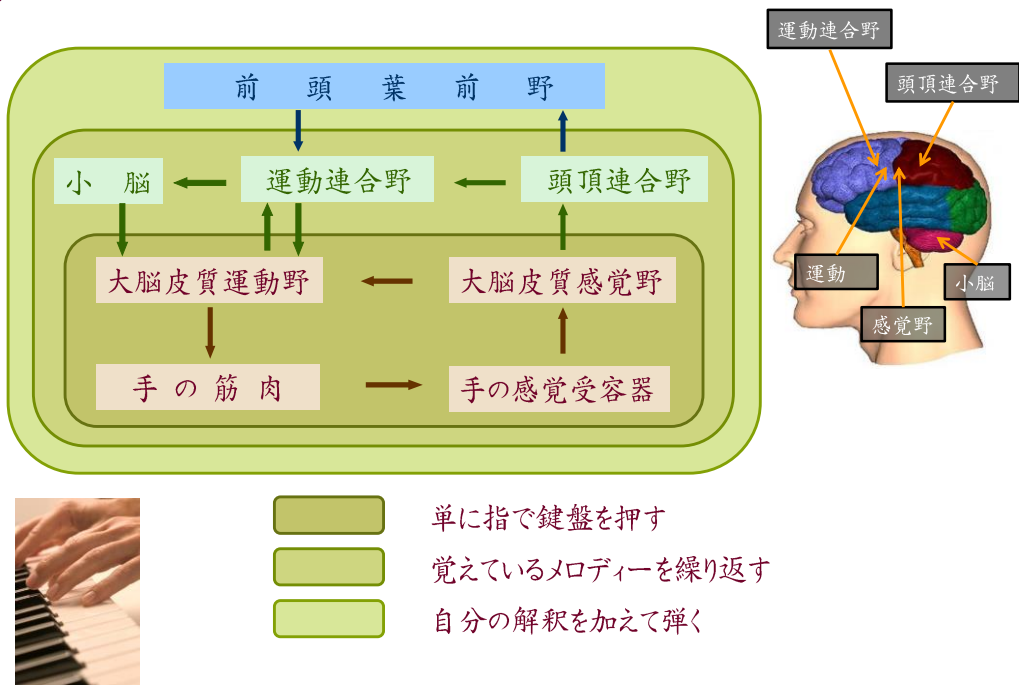 前頭葉前野
小脳
運動連合野
頭頂連合野
大脳皮質運動野
大脳皮質感覚野
手の筋肉
手の感覚受容器
運動連合野
頭頂連合野
運動
小脳
感覚野
単に指で鍵盤を押す
覚えているメロディーを繰り返す
自分の解釈を加えて弾く